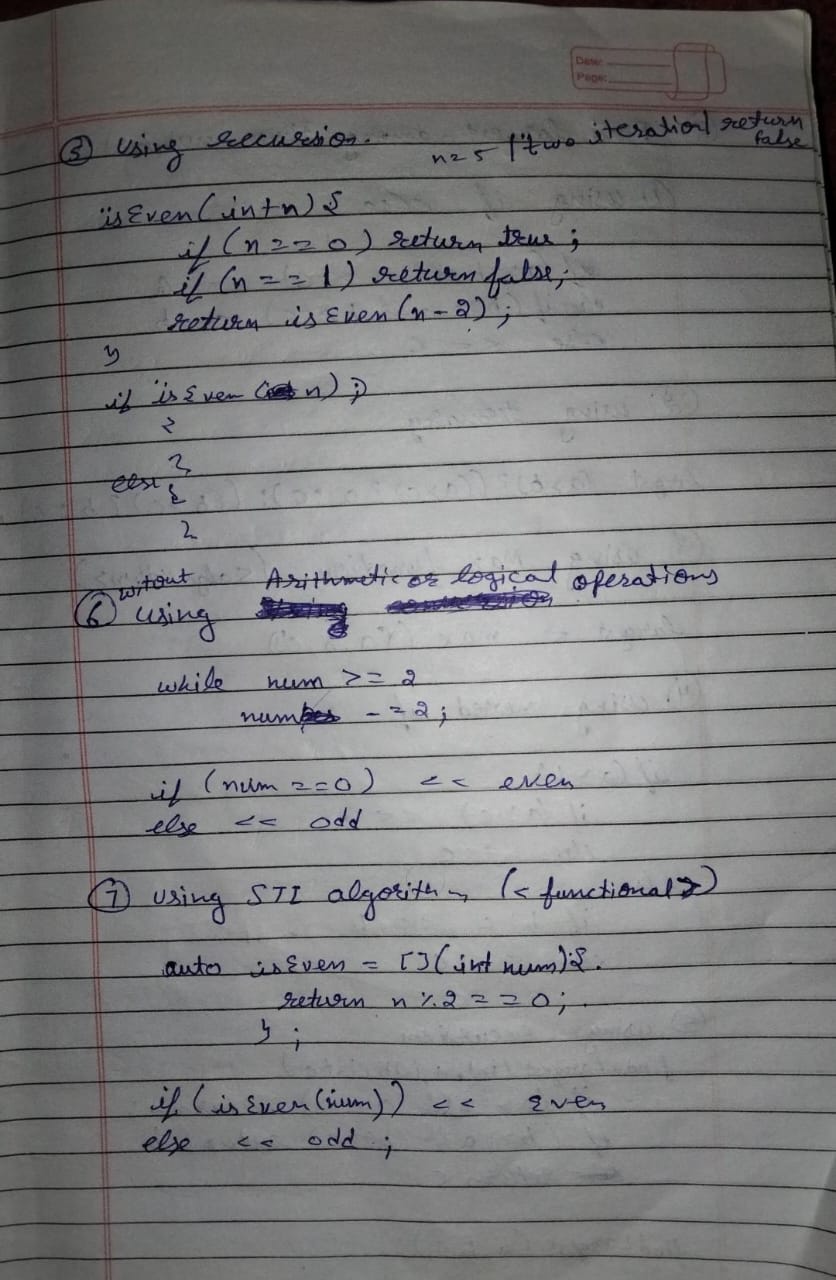 Date:
Page:
⑤ Using recursion.
n=5 | two iteration | return false
isEven(int n) {
if (n==0) return true;
if (n==1) return false;
return isEven(n-2);
}
if isEven(n);)
{
}
else {
}
⑥ witout using Arithmetic or logical operations
while num >= 2
num -=2;
if (num ==0) << even
else << odd
⑦ using STI algorithm (< functional>)
auto isEven = [](int num){.
return n%2==0;.
};
if (isEven(num)) << Even
else << odd;